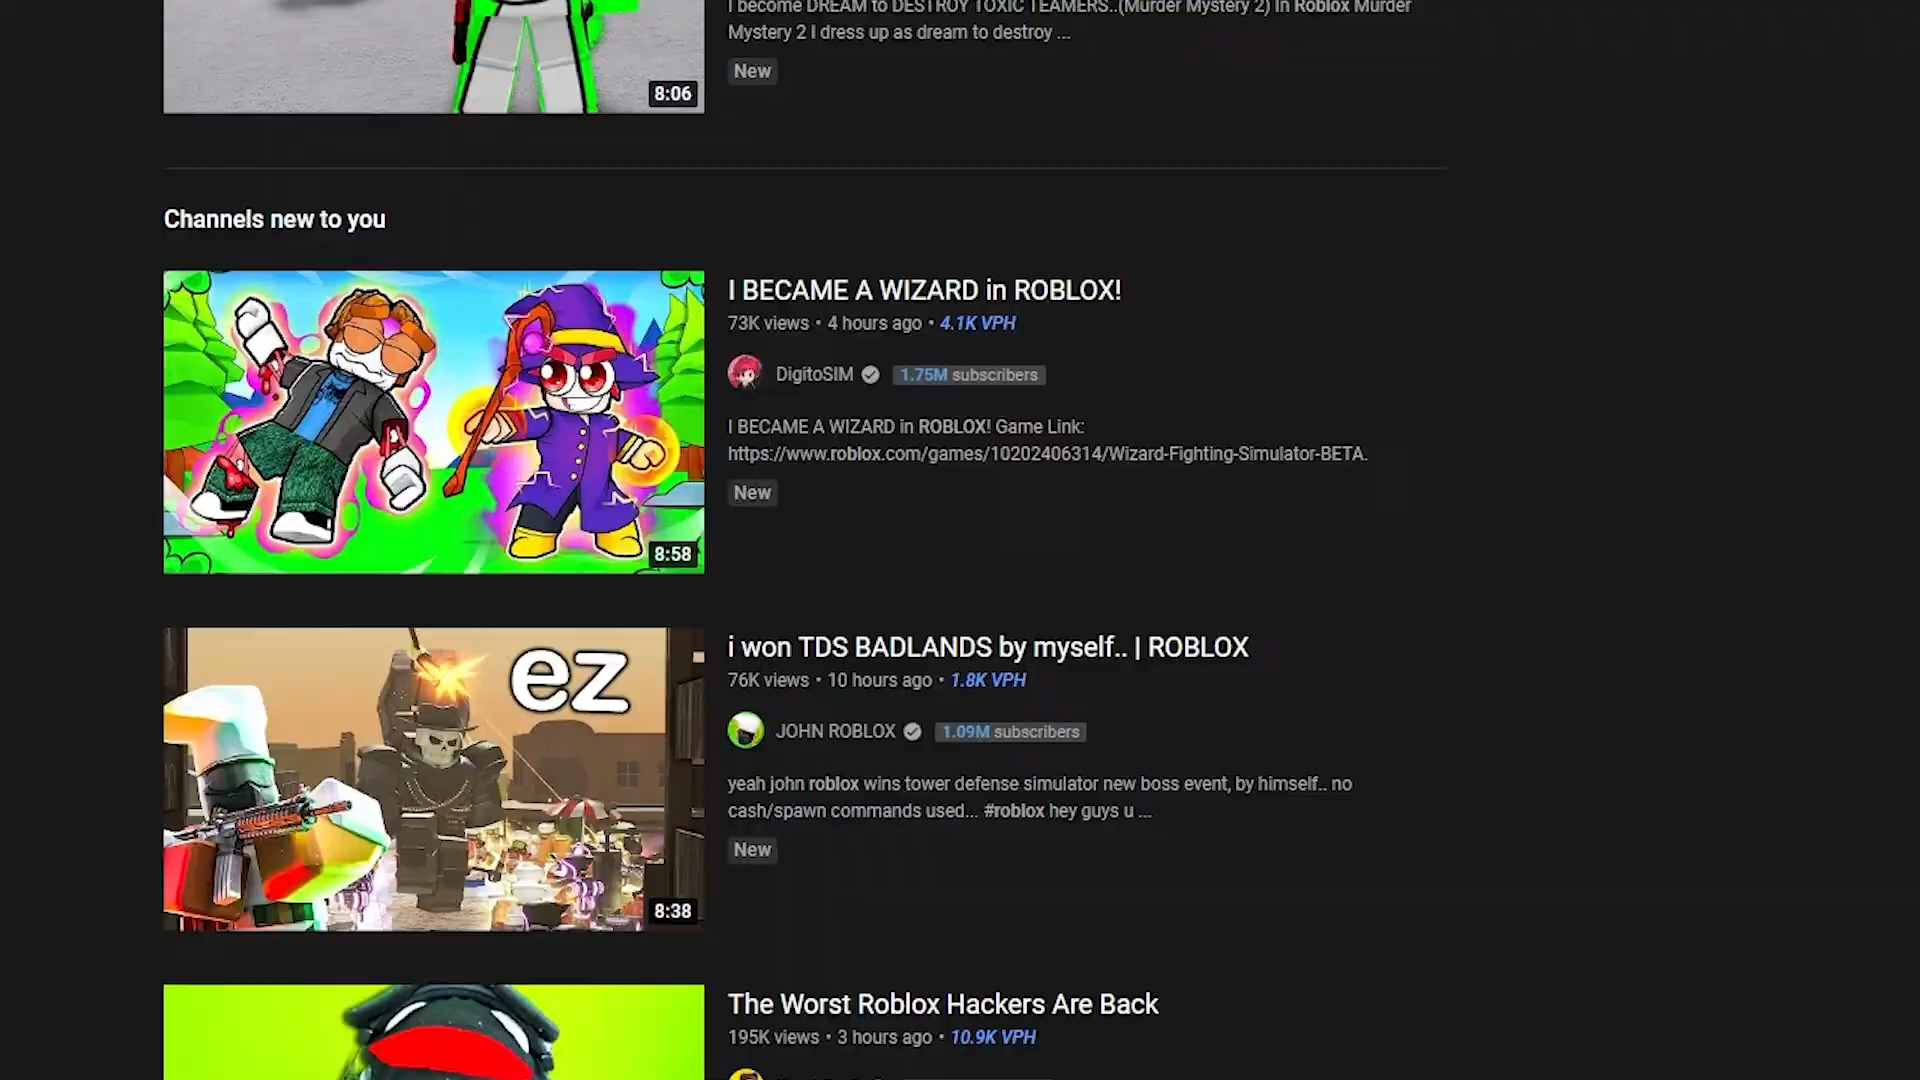 I become DREAM to DESTROY TOXIC TEAMERS..(Murder Mystery 2) In Roblox Murder
Mystery 2 I dress up as dream to destroy ...
New
8:06
Channels new to you
I BECAME A WIZARD in ROBLOX!
73K views • 4 hours ago • 4.1K VPH
DigitoSIM 1.75M subscribers
I BECAME A WIZARD in ROBLOX! Game Link:
https://www.roblox.com/games/10202406314/Wizard-Fighting-Simulator-BETA.
New
8:58
ez
i won TDS BADLANDS by myself.. | ROBLOX
76K views • 10 hours ago • 1.8K VPH
JOHN ROBLOX 1.09M subscribers
yeah john roblox wins tower defense simulator new boss event, by himself.. no
cash/spawn commands used... #roblox hey guys u ...
New
8:38
The Worst Roblox Hackers Are Back
195K views • 3 hours ago • 10.9K VPH